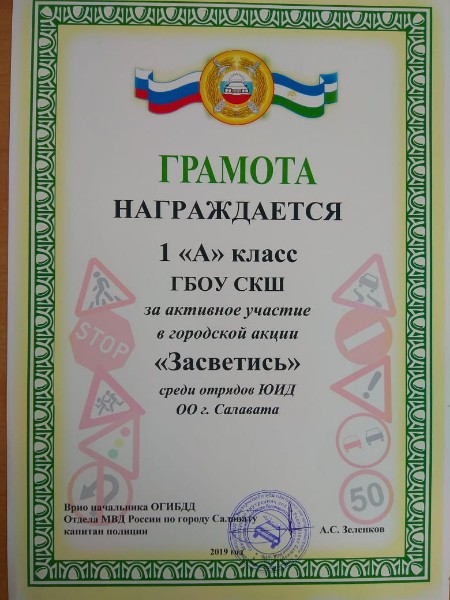 ГРАМОТА
НАГРАЖДАЕТСЯ
1 «А» класс
ГБОУ СКШ
за активное участие
в городской акции
«Засветись»
среди отрядов ЮИД
ОО г. Салавата
STOP
50
Врио начальника ОГИБДД
Отдела МВД России по городу Салавату
капитан полиции
А.С. Зеленков
2019 год